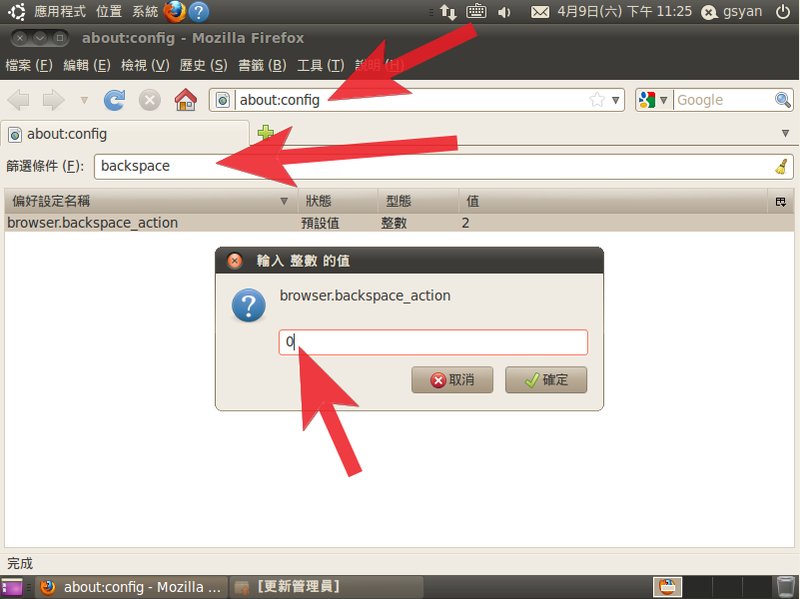 應用程式 位置 系統 4月9日(六) 下午 11:25 gsyan
about:config - Mozilla Firefox
檔案 (F) 編輯 (E) 檢視 (V) 歷史 (S) 書籤 (B) 工具 (T) 說明 (H)
about:config Google
about:config
篩選條件 (F): backspace
偏好設定名稱 狀態 型態 值
browser.backspace_action 預設值 整數 2
輸入 整數 的值
browser.backspace_action
0
取消 確定
完成
about:config - Mozilla ... [更新管理員]